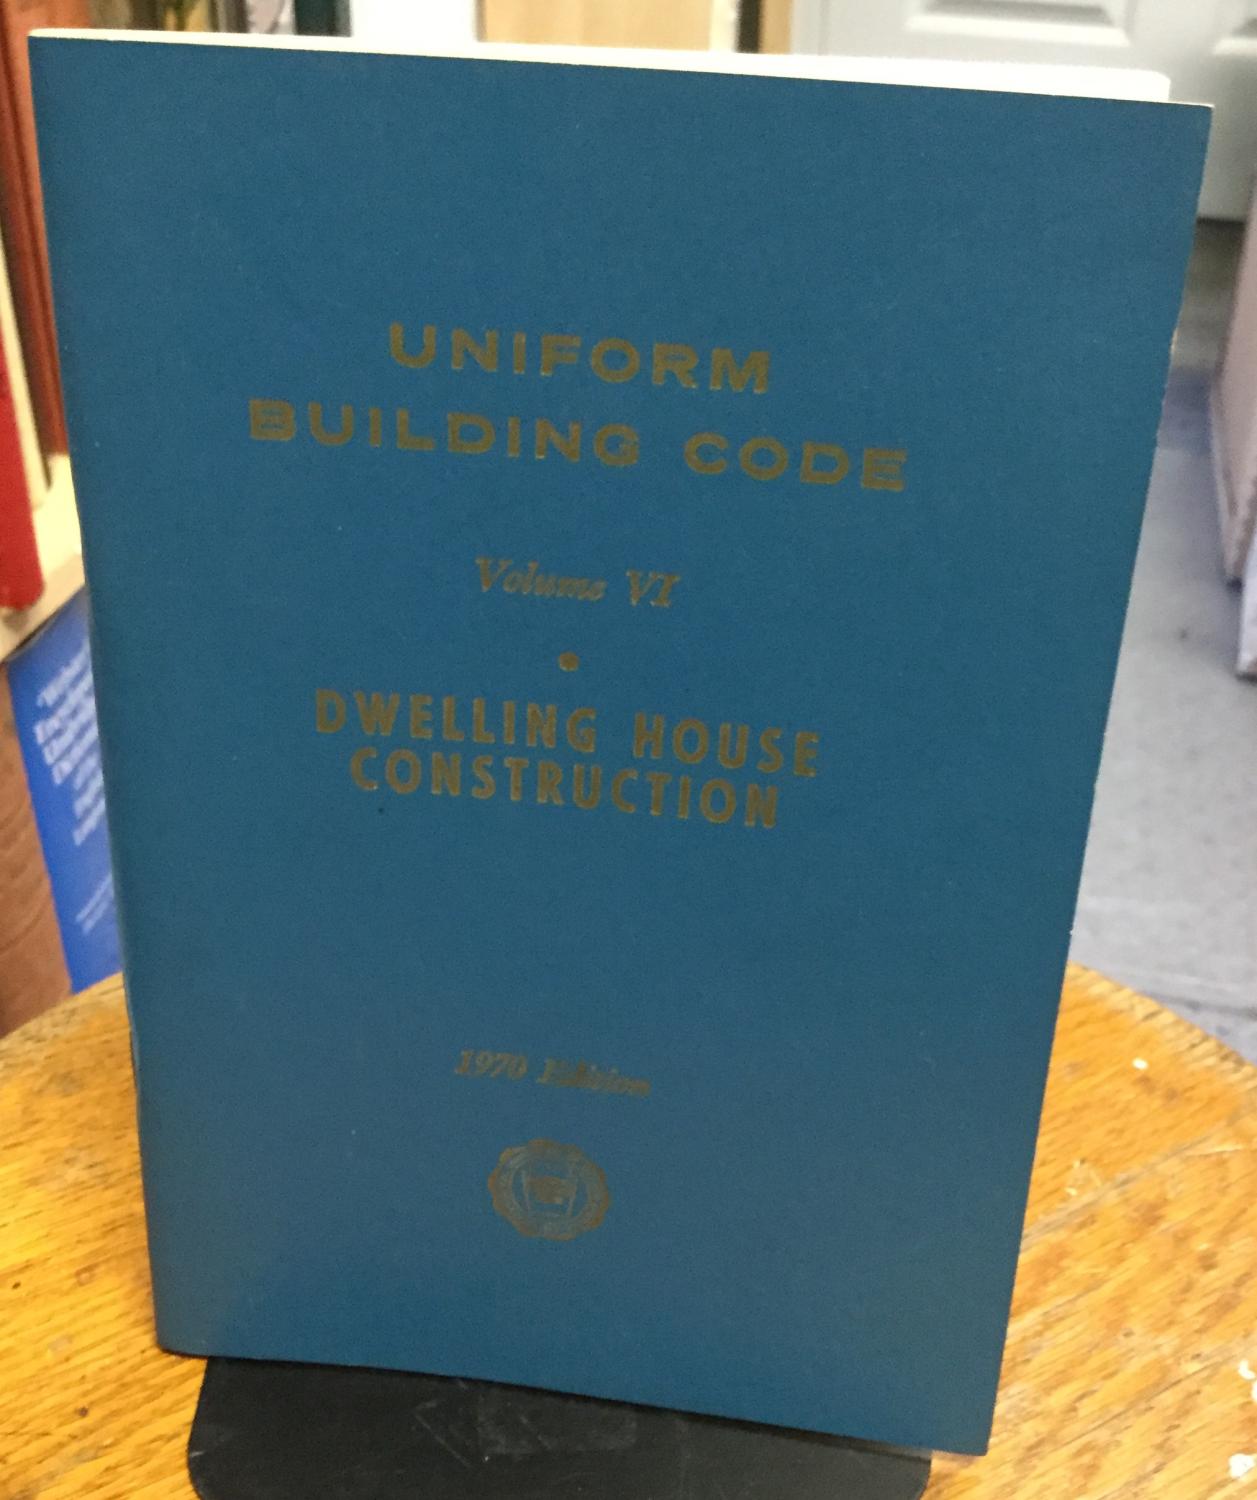 UNIFORM
BUILDING CODE
Volume VI
DWELLING HOUSE
CONSTRUCTION
1970 Edition